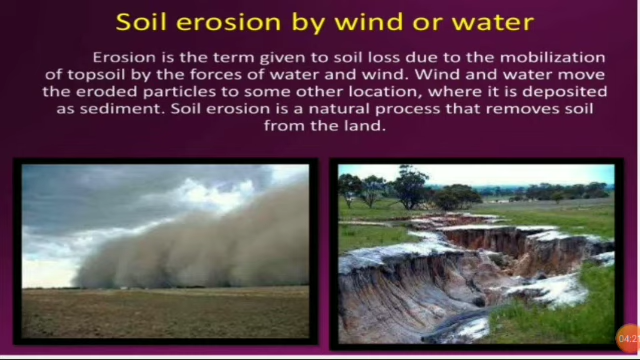 Soil erosion by wind or water
Erosion is the term given to soil loss due to the mobilization
of topsoil by the forces of water and wind. Wind and water move
the eroded particles to some other location, where it is deposited
as sediment. Soil erosion is a natural process that removes soil
from the land.